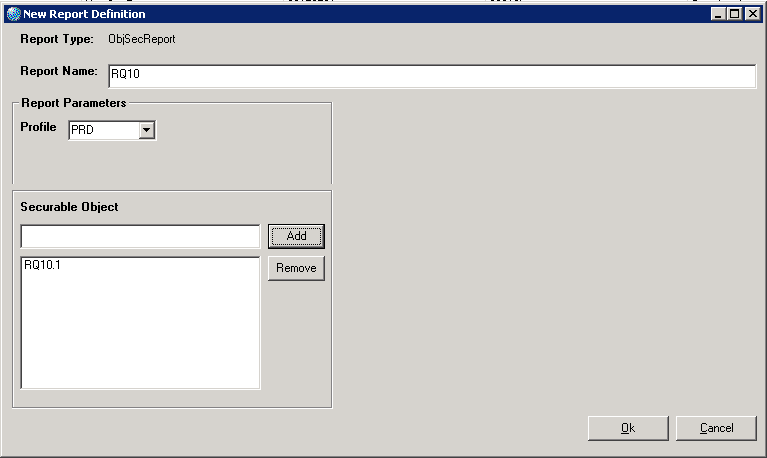 New Report Definition
Report Type: ObjSecReport
Report Name: RQ10
Report Parameters
Profile PRD
Securable Object
Add
RQ10.1
Remove
Ok Cancel